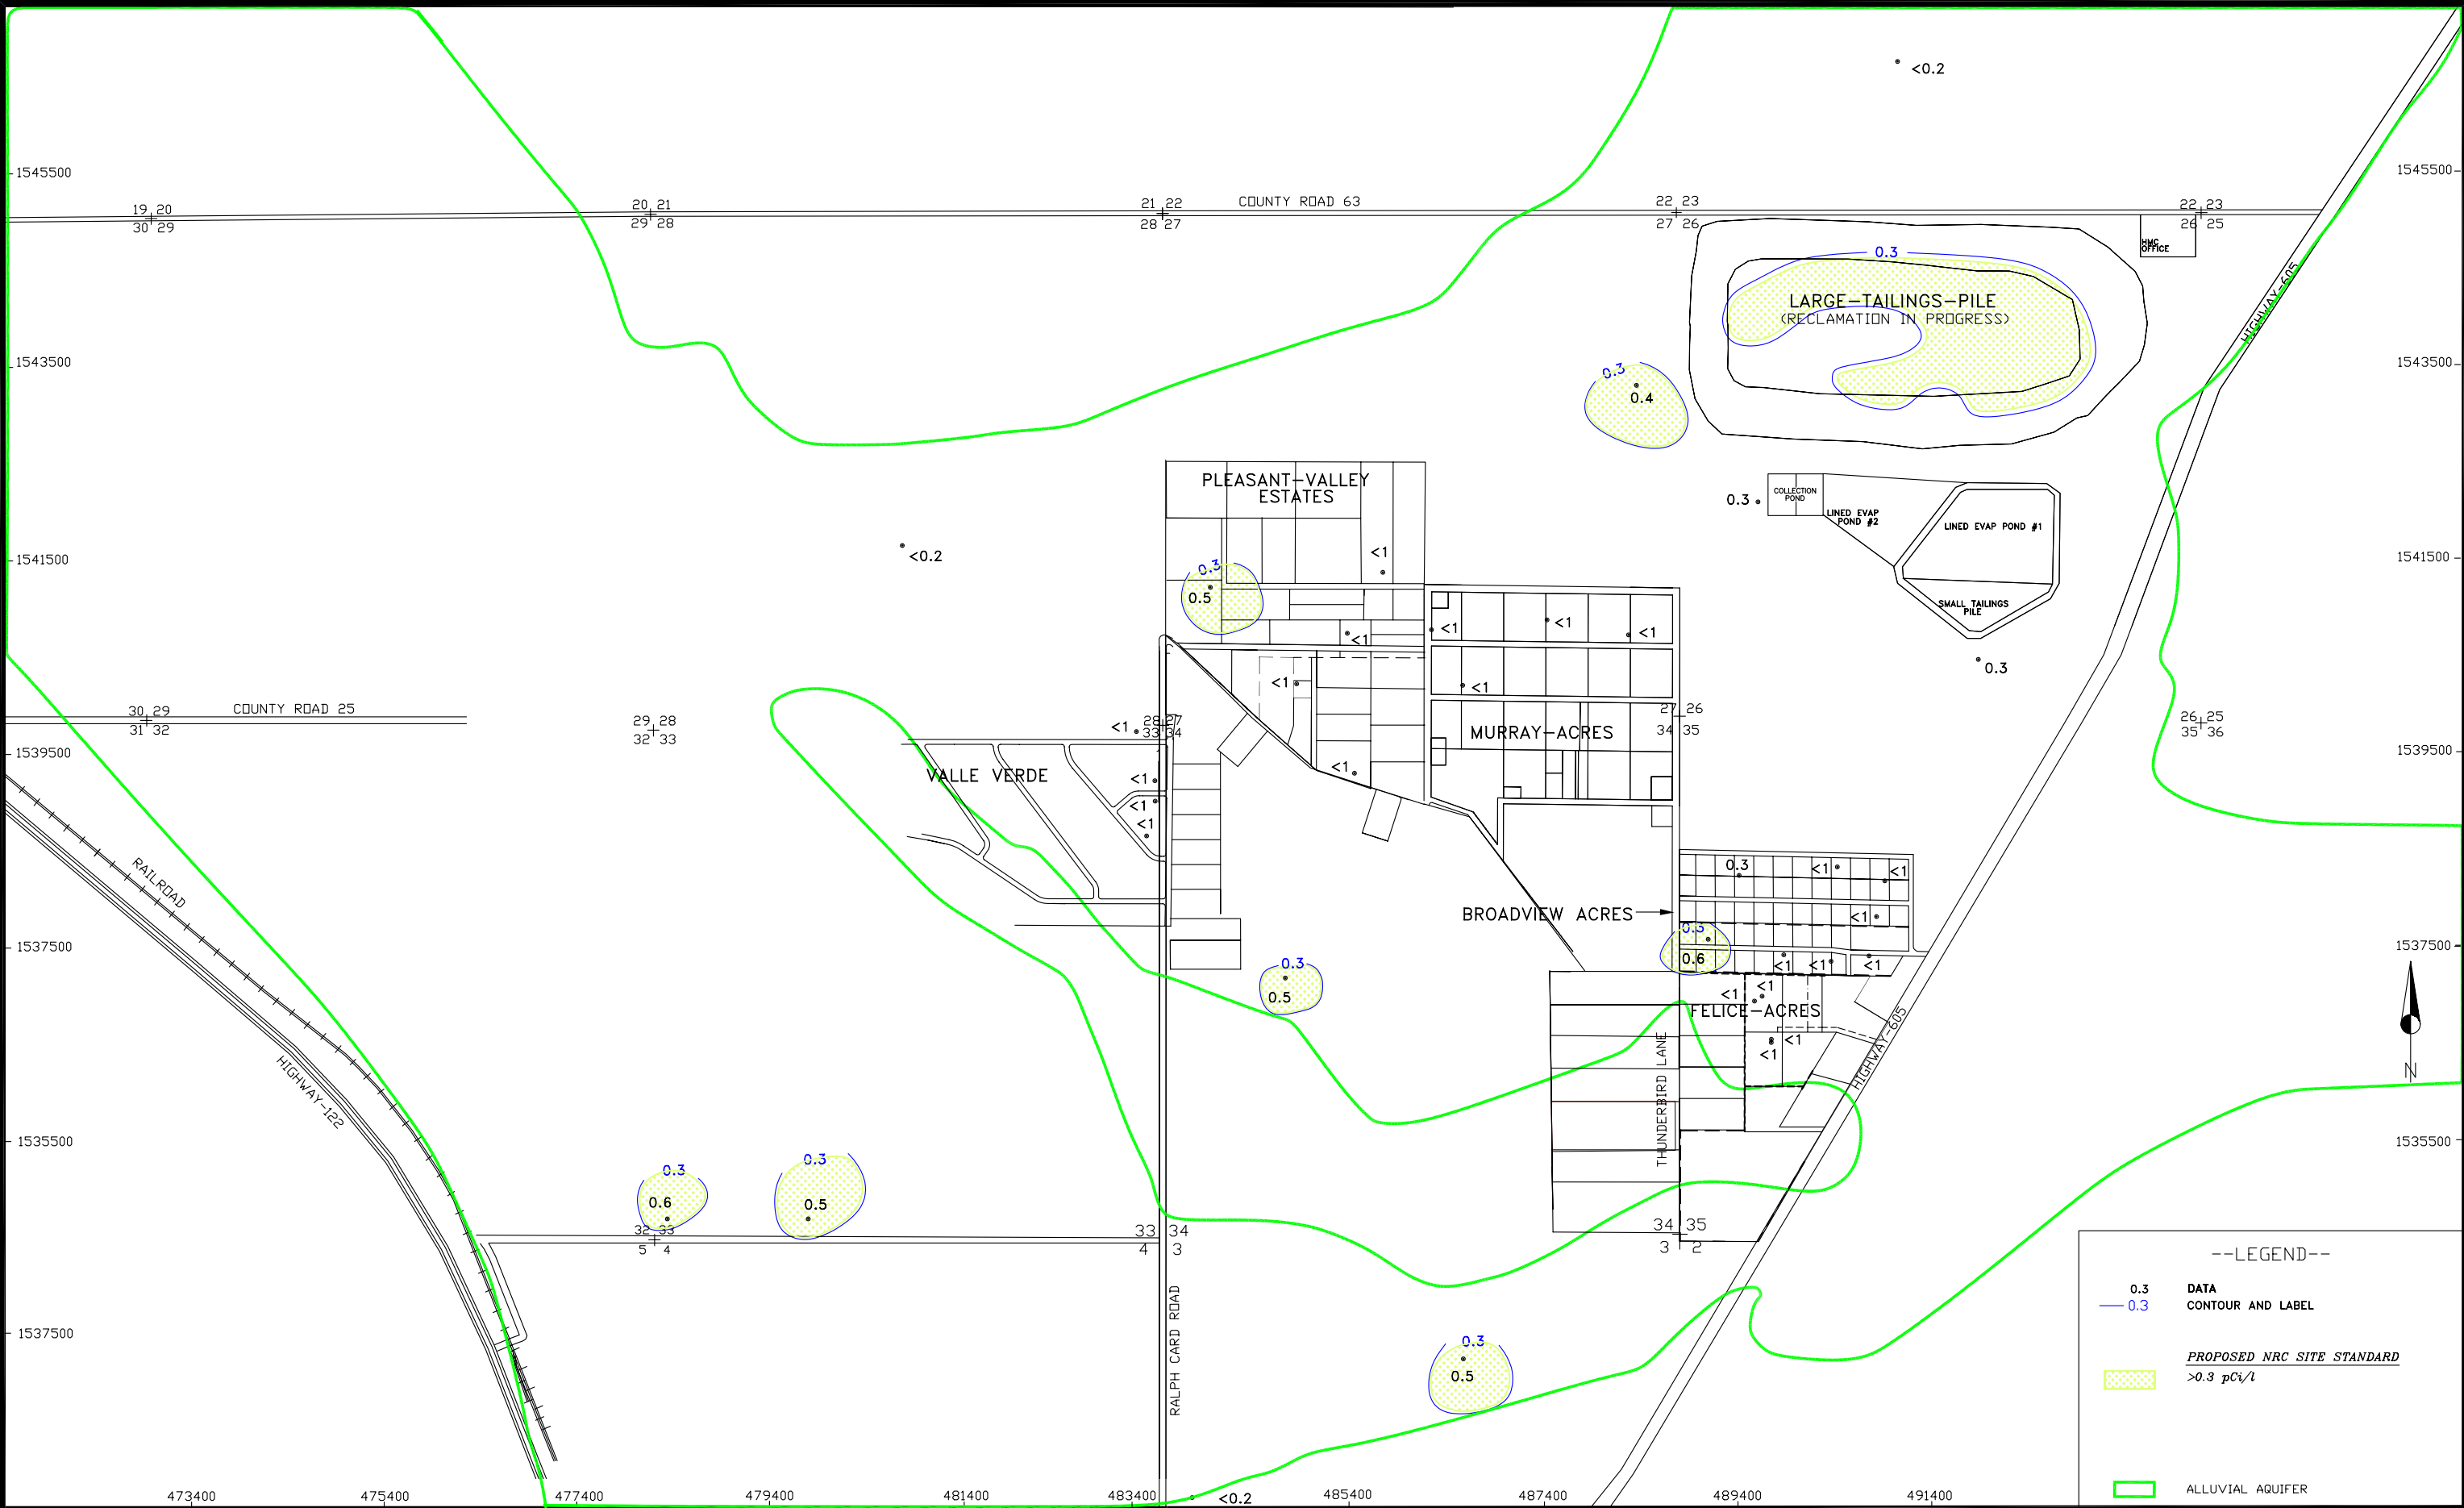 <0.2
1545500
1545500
19 20
30 29
20 21
29 28
21 22
28 27
COUNTY ROAD 63
22 23
27 26
22 23
26 25
HMC
OFFICE
HIGHWAY-605
0.3
LARGE-TAILINGS-PILE
(RECLAMATION IN PROGRESS)
1543500
1543500
0.3
0.4
PLEASANT-VALLEY
ESTATES
0.3
COLLECTION
POND
LINED EVAP
POND #2
LINED EVAP POND #1
SMALL TAILINGS
PILE
0.3
1541500
1541500
<0.2
<1
0.3
0.5
<1
<1
<1
<1
<1
<1
30 29
31 32
COUNTY ROAD 25
29 28
32 33
<1
28 27
33 34
27 26
34 35
26 25
35 36
MURRAY-ACRES
1539500
1539500
VALLE VERDE
<1
<1
<1
<1
RAILROAD
0.3
<1
<1
<1
BROADVIEW ACRES
0.3
0.6
<1
<1
<1
1537500
1537500
0.3
0.5
<1
<1
FELICE-ACRES
<1
<1
HIGHWAY-605
THUNDERBIRD LANE
N
HIGHWAY-122
1535500
1535500
0.3
0.6
0.3
0.5
32 33
5 4
33 34
4 3
34 35
3 2
RALPH CARD ROAD
1537500
0.3
0.5
--LEGEND--
0.3 DATA
0.3 CONTOUR AND LABEL
PROPOSED NRC SITE STANDARD
>0.3 pCi/l
ALLUVIAL AQUIFER
473400
475400
477400
479400
481400
483400
<0.2
485400
487400
489400
491400